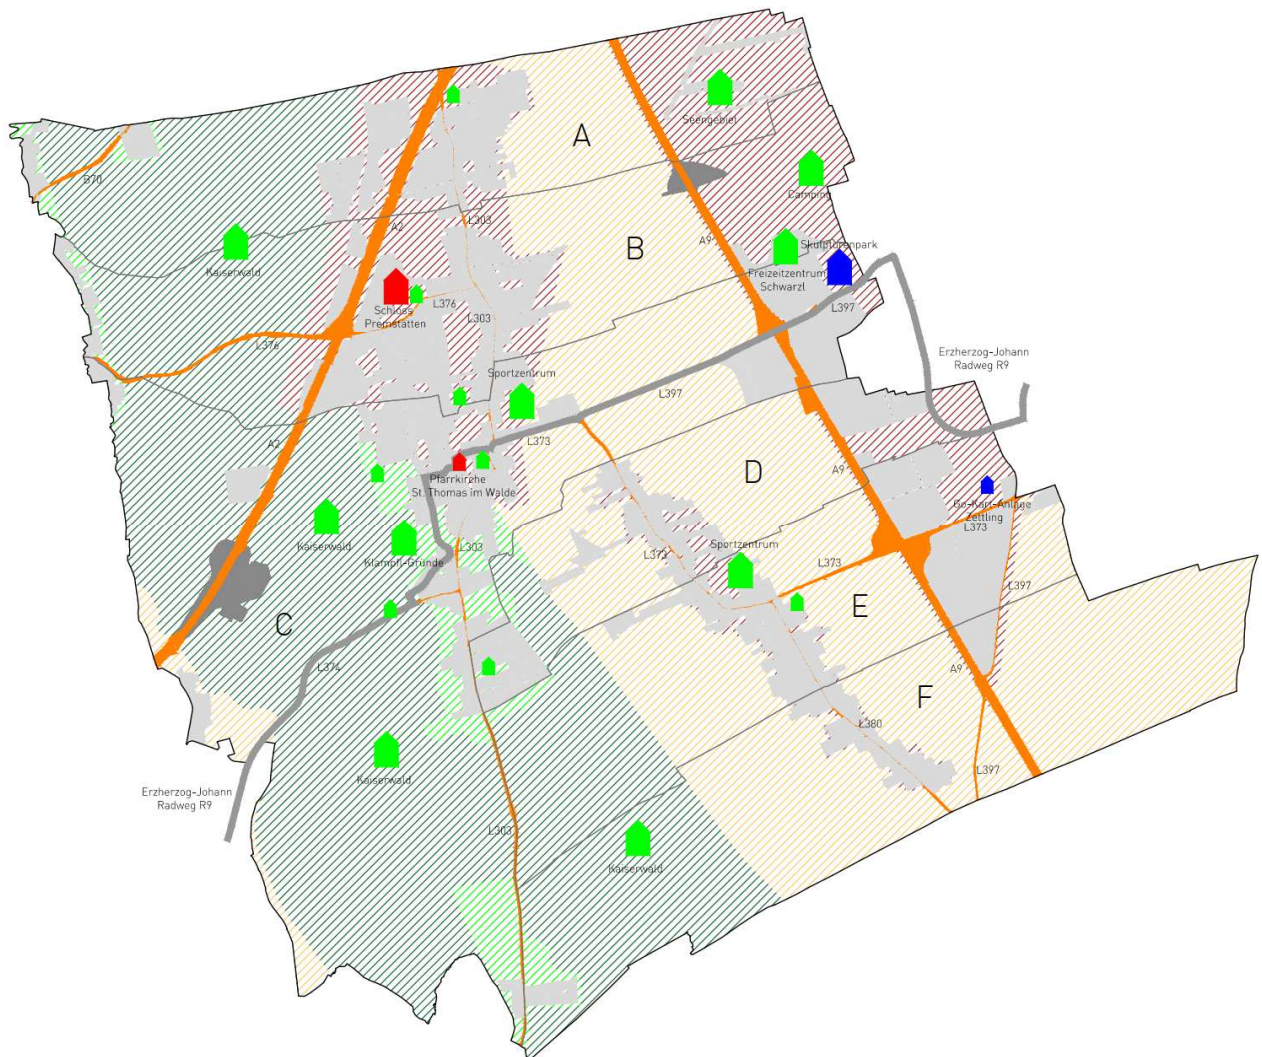 Seengebiet
A
B70
Camping
L303
A2
B
A9
Skulpturenpark
Kaiserwald
Freizeitzentrum
Schwarzl
L376
Schloss
Premstätten
L303
L397
L376
Erzherzog-Johann
Radweg R9
Sportzentrum
L397
A2
L373
D
A9
Pfarrkirche
St. Thomas im Walde
Go-Kart-Anlage
Zettling
L373
Kaiserwald
Klampfl-Gründe
L303
Sportzentrum
L373
L373
L397
E
C
L374
A9
F
L380
Kaiserwald
L397
Erzherzog-Johann
Radweg R9
L303
Kaiserwald